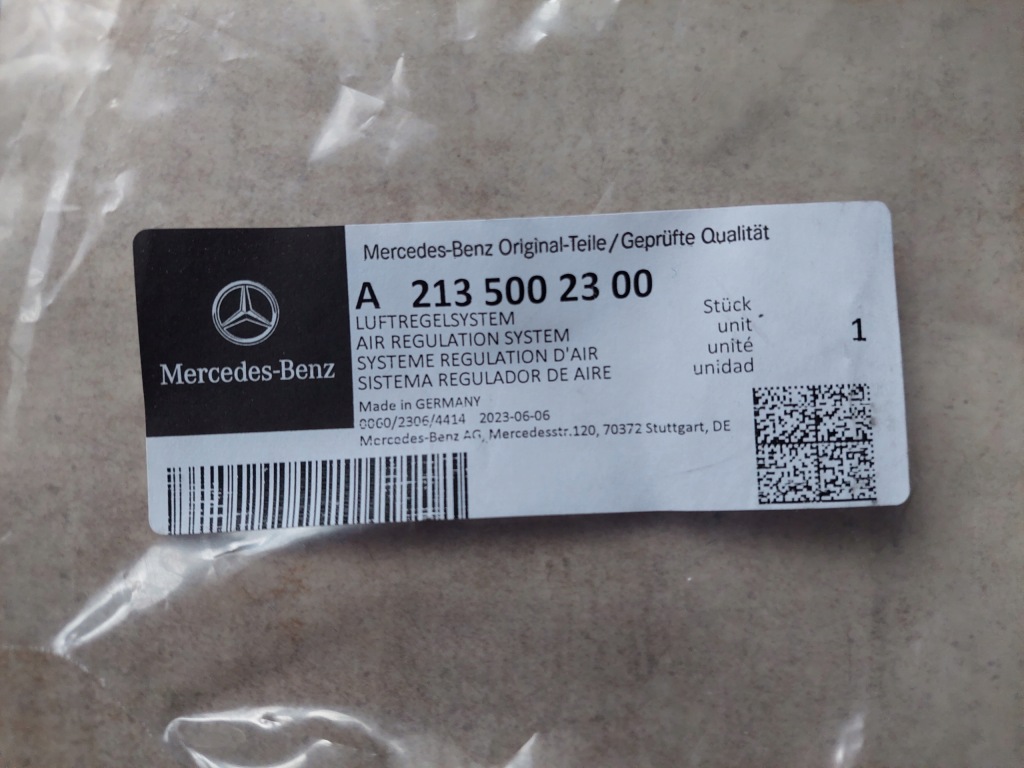 Mercedes-Benz Original-Teile/Geprüfte Qualität
A 213 500 23 00
LUFTREGELSYSTEM
AIR REGULATION SYSTEM
SYSTEME REGULATION D'AIR
SISTEMA REGULADOR DE AIRE
Stück
unit
unité
unidad
1
Made in GERMANY
0060/2306/4414 2023-06-06
Mercedes-Benz AG, Mercedesstr.120, 70372 Stuttgart, DE
Mercedes-Benz